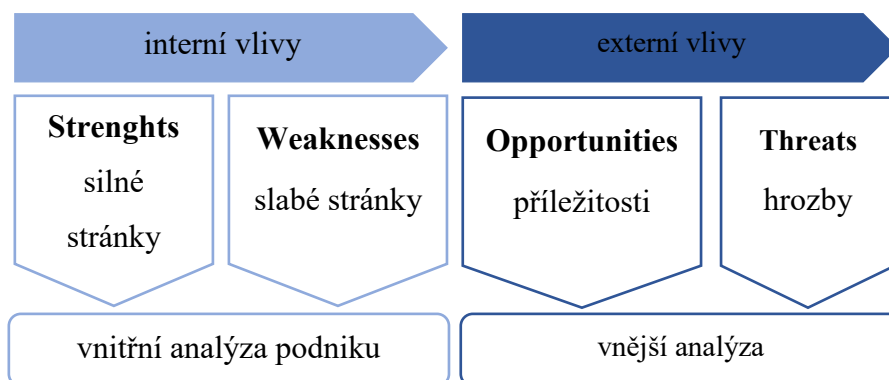 interní vlivy
externí vlivy
Strenghts
silné
stránky
Weaknesses
slabé stránky
Opportunities
příležitosti
Threats
hrozby
vnitřní analýza podniku
vnější analýza